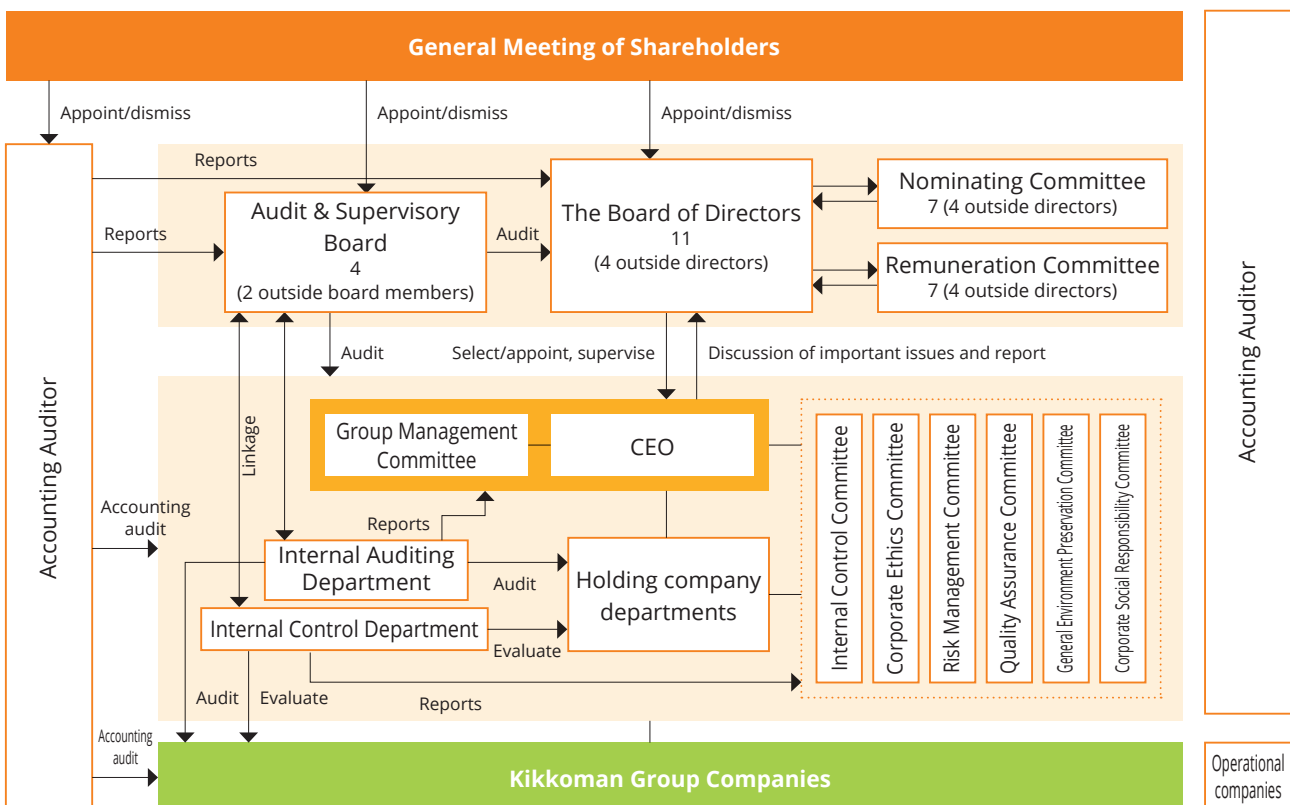 General Meeting of Shareholders
Appoint/dismiss
Appoint/dismiss
Appoint/dismiss
Reports
Reports
Audit & Supervisory
Board
4
(2 outside board members)
Audit
The Board of Directors
11
(4 outside directors)
Nominating Committee
7 (4 outside directors)
Remuneration Committee
7 (4 outside directors)
Accounting Auditor
Accounting Auditor
Audit
Select/appoint, supervise
Discussion of important issues and report
Linkage
Group Management
Committee
CEO
Accounting
audit
Reports
Internal Auditing
Department
Audit
Holding company
departments
Internal Control Department
Evaluate
Internal Control Committee
Corporate Ethics Committee
Risk Management Committee
Quality Assurance Committee
General Environment Preservation Committee
Corporate Social Responsibility Committee
Audit
Evaluate
Reports
Accounting
audit
Kikkoman Group Companies
Operational
companies